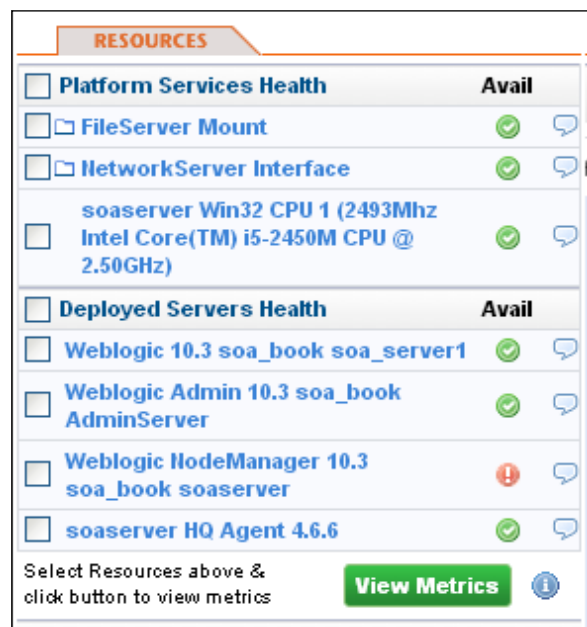 RESOURCES
Platform Services Health Avail
FileServer Mount
NetworkServer Interface
soaserver Win32 CPU 1 (2493Mhz
Intel Core(TM) i5-2450M CPU @
2.50GHz)
Deployed Servers Health Avail
Weblogic 10.3 soa_book soa_server1
Weblogic Admin 10.3 soa_book
AdminServer
Weblogic NodeManager 10.3
soa_book soaserver
soaserver HQ Agent 4.6.6
Select Resources above &
click button to view metrics
View Metrics